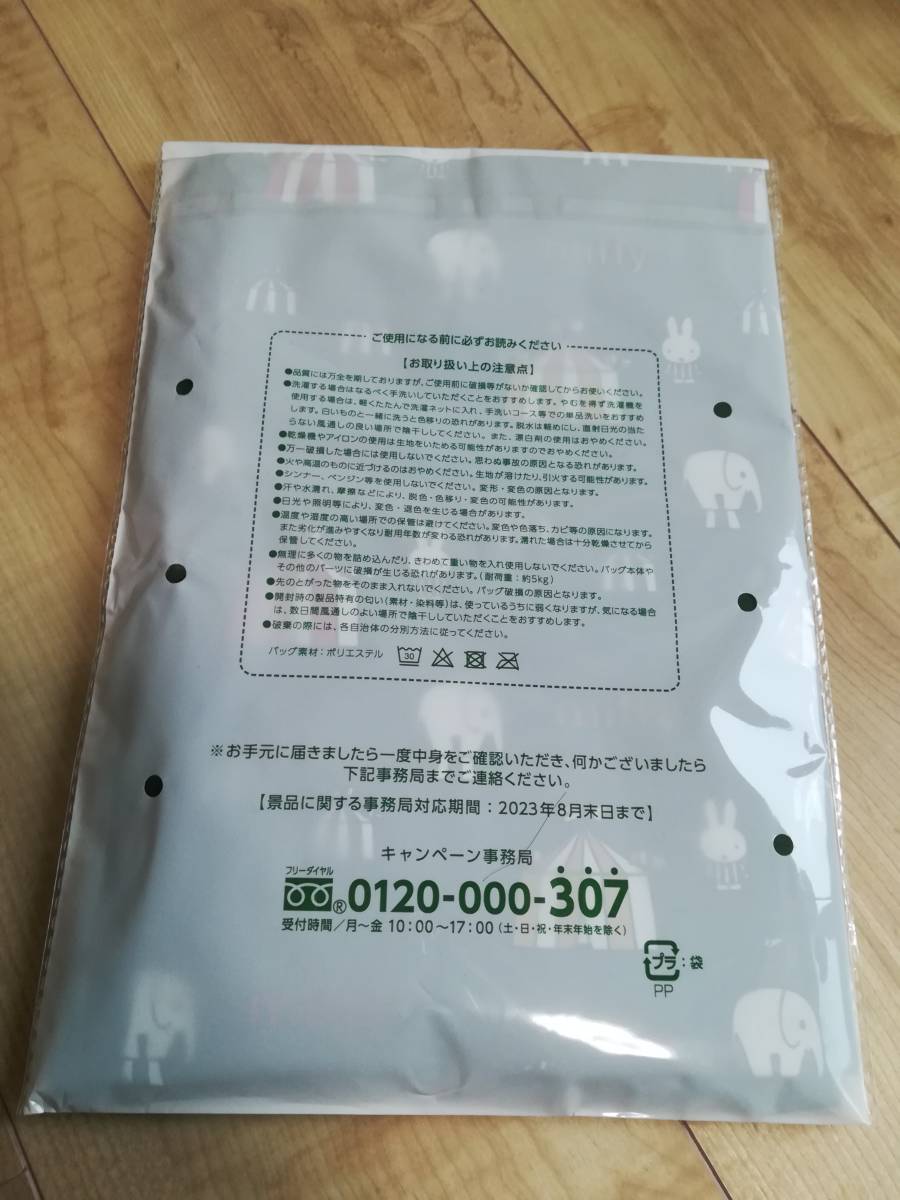 miffy
ご使用になる前に必ずお読みください
【お取り扱い上の注意点】
●品質には万全を期しておりますが、ご使用前に破損等がないか確認してからお使いください。
●洗濯する場合はなるべく手洗いしていただくことをおすすめします。やむを得ず洗濯機を
使用する場合は、軽くたたんで洗濯ネットに入れ、手洗いコース等での単品洗いをおすすめ
します。白いものと一緒に洗うと色移りの恐れがあります。脱水は軽めにし、直射日光の当た
らない風通しの良い場所で陰干ししてください。また、漂白剤の使用はおやめください。
●乾燥機やアイロンの使用は生地をいためる可能性がありますのでおやめください。
●万一破損した場合には使用しないでください。思わぬ事故の原因となる恐れがあります。
●火や高温のものに近づけるのはおやめください。生地が溶けたり、引火する可能性があります。
●シンナー、ベンジン等を使用しないでください。変形・変色の原因となります。
●汗や水濡れ、摩擦などにより、脱色・色移り・変色の可能性があります。
●日光や照明等により、変色・退色を生じる場合があります。
●温度や湿度の高い場所での保管は避けてください。変色や色落ち、カビ等の原因になります。
また劣化が進みやすくなり耐用年数が変わる恐れがあります。濡れた場合は十分乾燥させてから
保管してください。
●無理に多くの物を詰め込んだり、きわめて重い物を入れ使用しないでください。バッグ本体や
その他のパーツに破損が生じる恐れがあります。(耐荷重：約5kg)
●先のとがった物をそのまま入れないでください。バッグ破損の原因となります。
●開封時の製品特有の匂い(素材・染料等)は、使っているうちに弱くなりますが、気になる場合
は、数日間風通しのよい場所で陰干ししていただくことをおすすめします。
●破棄の際には、各自治体の分別方法に従ってください。
バッグ素材：ポリエステル 30
※お手元に届きましたら一度中身をご確認いただき、何かございましたら
下記事務局までご連絡ください。
【景品に関する事務局対応期間：2023年8月末日まで】
キャンペーン事務局
フリーダイヤル
®0120-000-307
受付時間／月～金 10:00～17:00 (土・日・祝・年末年始を除く)
プラ：袋
PP